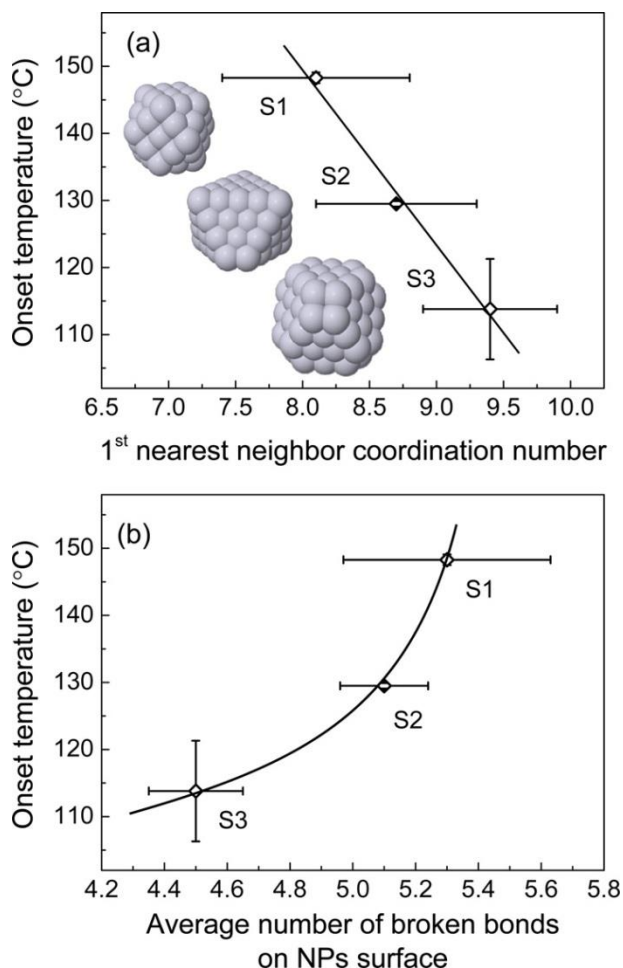 (a)
Onset temperature (°C)
150
140
130
120
110
S1
S2
S3
6.5 7.0 7.5 8.0 8.5 9.0 9.5 10.0
1st nearest neighbor coordination number
(b)
Onset temperature (°C)
150
140
130
120
110
S1
S2
S3
4.2 4.4 4.6 4.8 5.0 5.2 5.4 5.6 5.8
Average number of broken bonds
on NPs surface